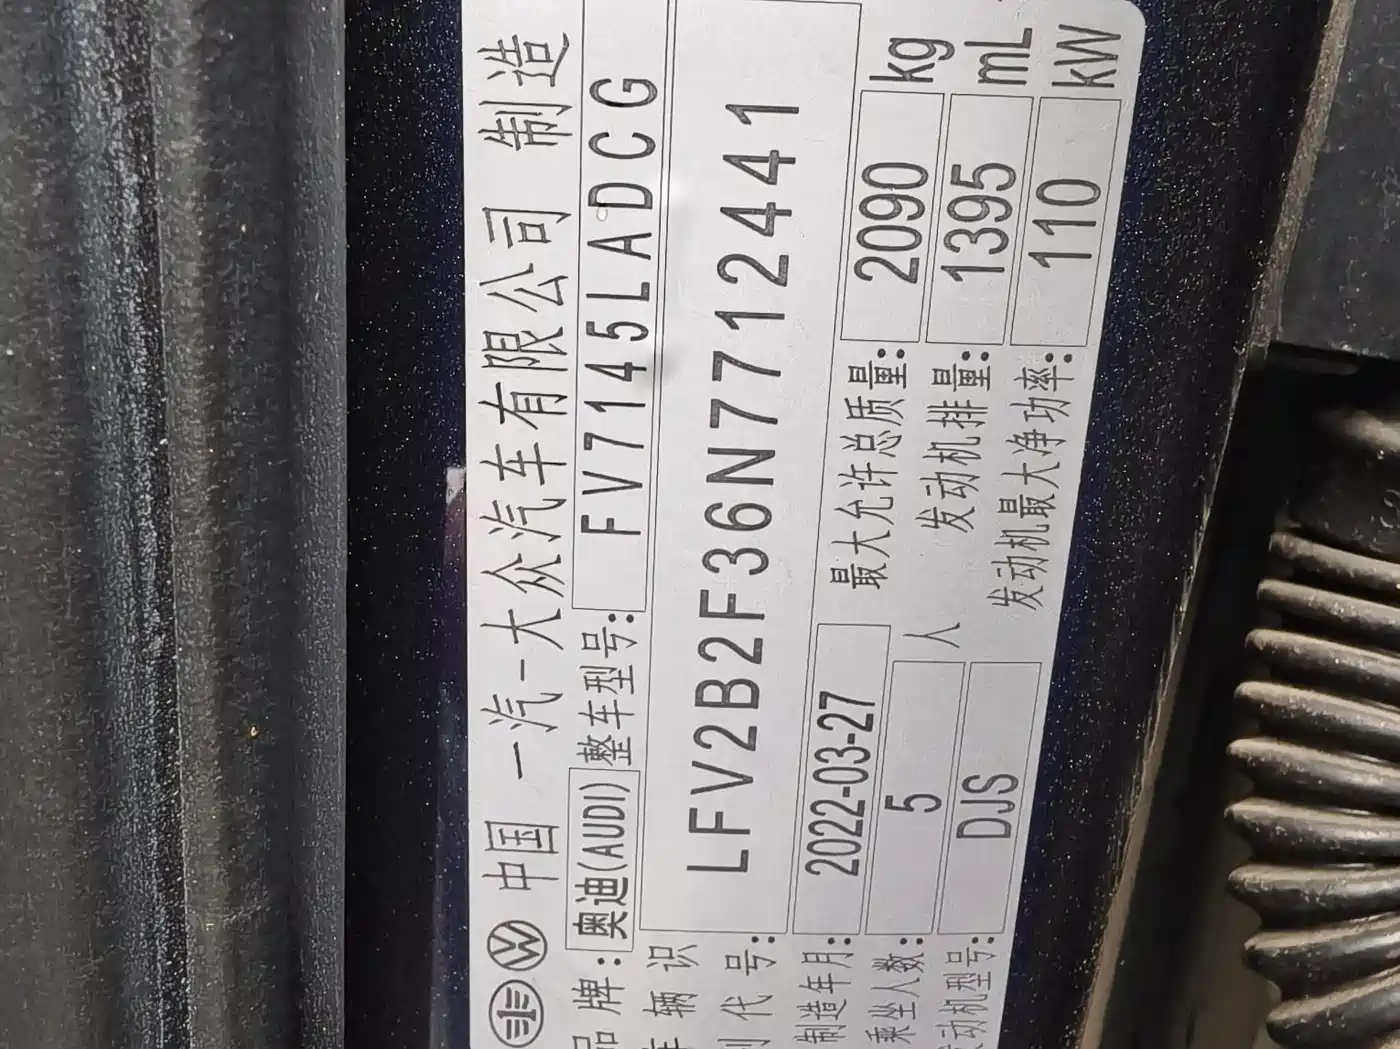 中国 一汽-大众汽车有限公司 制造
品牌: 奥迪(AUDI) 整车型号: FV7145LADCG
车辆识别代号: LFV2B2F36N7712441
制造年月: 2022-03-27 最大允许总质量: 2090 kg
乘坐人数: 5 人 发动机排量: 1395 mL
发动机型号: DJS 发动机最大净功率: 110 kW